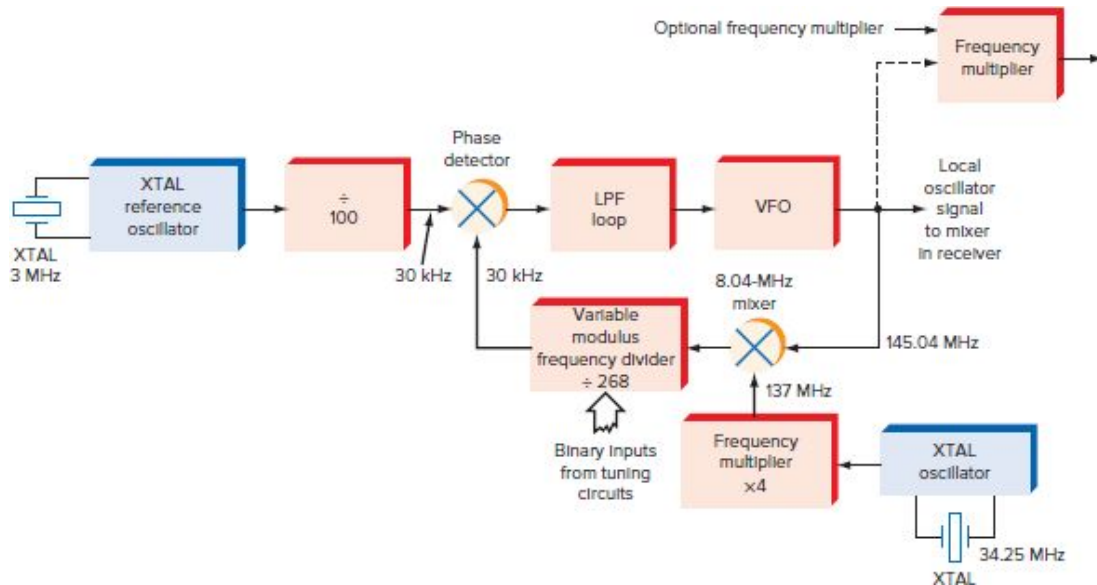 Optional frequency multiplier
Frequency
multiplier
Phase
detector
XTAL
reference
oscillator
÷
100
LPF
loop
VFO
Local
oscillator
signal
to mixer
in receiver
XTAL
3 MHz
30 kHz
30 kHz
8.04-MHz
mixer
Variable
modulus
frequency divider
÷ 268
145.04 MHz
137 MHz
Binary inputs
from tuning
circuits
Frequency
multiplier
×4
XTAL
oscillator
34.25 MHz
XTAL